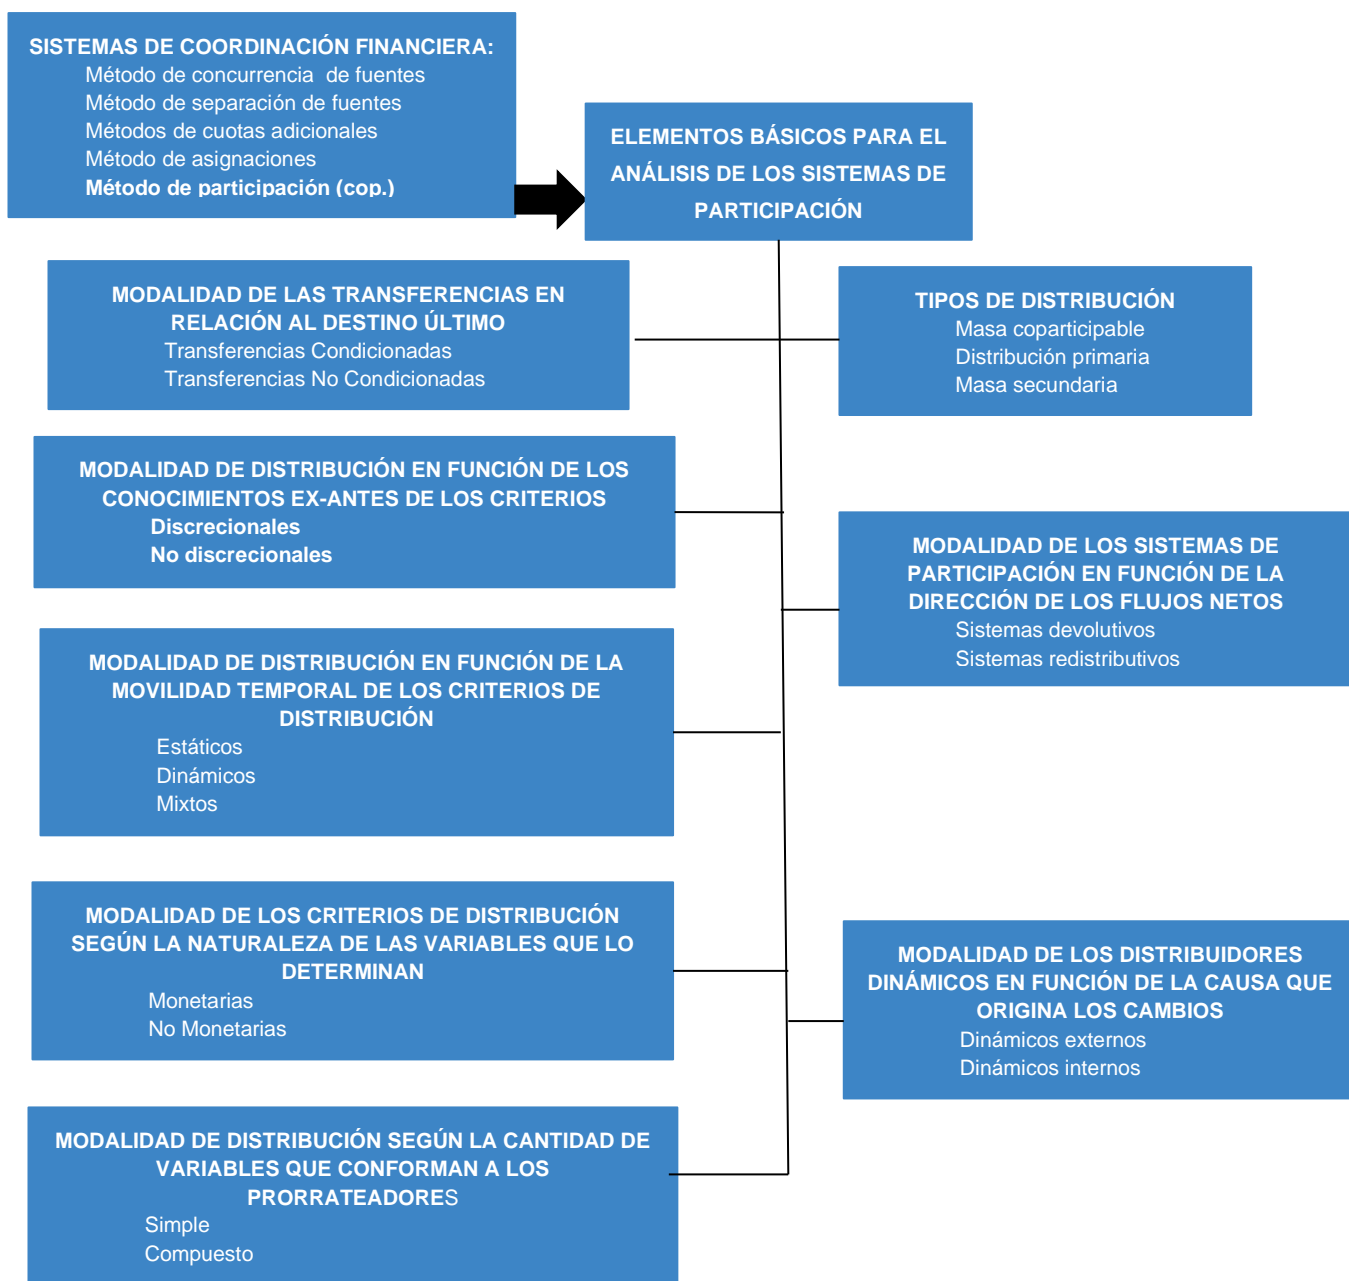 SISTEMAS DE COORDINACIÓN FINANCIERA:
Método de concurrencia de fuentes
Método de separación de fuentes
Métodos de cuotas adicionales
Método de asignaciones
Método de participación (cop.)
ELEMENTOS BÁSICOS PARA EL
ANÁLISIS DE LOS SISTEMAS DE
PARTICIPACIÓN
MODALIDAD DE LAS TRANSFERENCIAS EN
RELACIÓN AL DESTINO ÚLTIMO
Transferencias Condicionadas
Transferencias No Condicionadas
TIPOS DE DISTRIBUCIÓN
Masa coparticipable
Distribución primaria
Masa secundaria
MODALIDAD DE DISTRIBUCIÓN EN FUNCIÓN DE LOS
CONOCIMIENTOS EX-ANTES DE LOS CRITERIOS
Discrecionales
No discrecionales
MODALIDAD DE LOS SISTEMAS DE
PARTICIPACIÓN EN FUNCIÓN DE LA
DIRECCIÓN DE LOS FLUJOS NETOS
Sistemas devolutivos
Sistemas redistributivos
MODALIDAD DE DISTRIBUCIÓN EN FUNCIÓN DE LA
MOVILIDAD TEMPORAL DE LOS CRITERIOS DE
DISTRIBUCIÓN
Estáticos
Dinámicos
Mixtos
MODALIDAD DE LOS CRITERIOS DE DISTRIBUCIÓN
SEGÚN LA NATURALEZA DE LAS VARIABLES QUE LO
DETERMINAN
Monetarias
No Monetarias
MODALIDAD DE LOS DISTRIBUIDORES
DINÁMICOS EN FUNCIÓN DE LA CAUSA QUE
ORIGINA LOS CAMBIOS
Dinámicos externos
Dinámicos internos
MODALIDAD DE DISTRIBUCIÓN SEGÚN LA CANTIDAD DE
VARIABLES QUE CONFORMAN A LOS
PRORRATEADORES
Simple
Compuesto